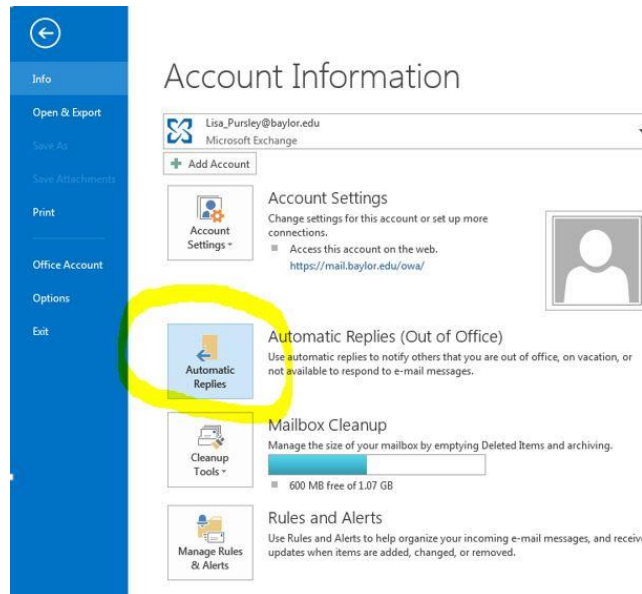 Info
Open & Export
Save As
Save Attachments
Print
Office Account
Options
Exit
Account Information
Lisa_Pursley@baylor.edu
Microsoft Exchange
Add Account
Account
Settings
Account Settings
Change settings for this account or set up more
connections.
Access this account on the web.
https://mail.baylor.edu/owa/
Automatic
Replies
Automatic Replies (Out of Office)
Use automatic replies to notify others that you are out of office, on vacation, or
not available to respond to e-mail messages.
Cleanup
Tools
Mailbox Cleanup
Manage the size of your mailbox by emptying Deleted Items and archiving.
600 MB free of 1.07 GB
Manage Rules
& Alerts
Rules and Alerts
Use Rules and Alerts to help organize your incoming e-mail messages, and receive
updates when items are added, changed, or removed.